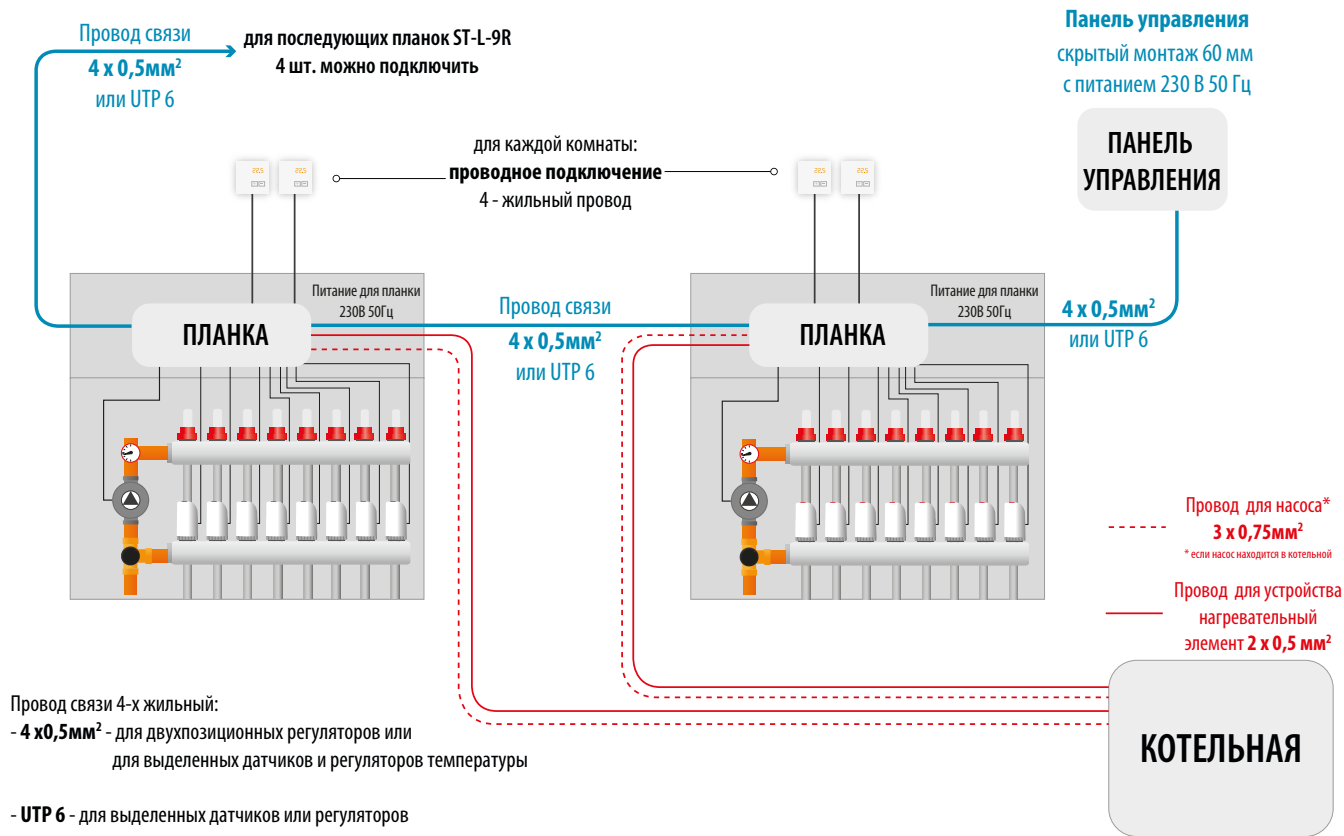 Провод связи
4 x 0,5мм²
или UTP 6
для последующих планок ST-L-9R
4 шт. можно подключить
Панель управления
скрытый монтаж 60 мм
с питанием 230 В 50 Гц
ПАНЕЛЬ
УПРАВЛЕНИЯ
для каждой комнаты:
проводное подключение
4 - жильный провод
Питание для планки
230В 50Гц
ПЛАНКА
Провод связи
4 x 0,5мм²
или UTP 6
Питание для планки
230В 50Гц
ПЛАНКА
4 x 0,5мм²
или UTP 6
Провод для насоса*
3 x 0,75мм²
* если насос находится в котельной
Провод для устройства
нагревательный
элемент 2 x 0,5 мм²
КОТЕЛЬНАЯ
Провод связи 4-х жильный:
- 4 x0,5мм² - для двухпозиционных регуляторов или
для выделенных датчиков и регуляторов температуры
- UTP 6 - для выделенных датчиков или регуляторов